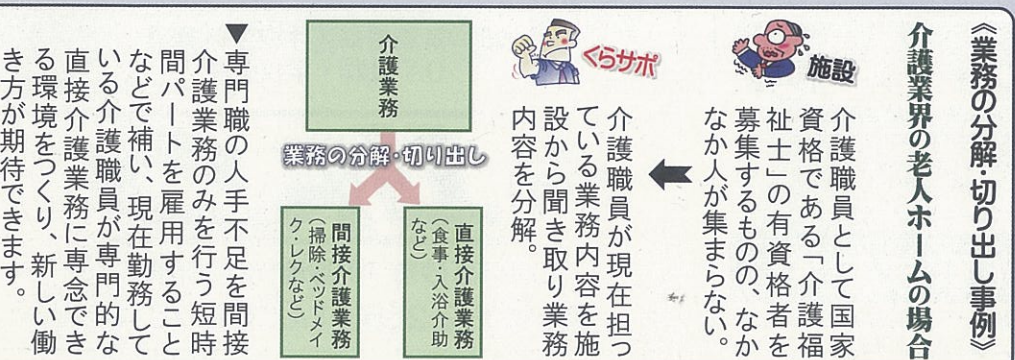 《業務の分解・切り出し事例》
介護業界の老人ホームの場合
施設
介護職員として国家
資格である「介護福
祉士」の有資格者を
募集するものの、なか
なか人が集まらない。
くらサポ
介護職員が現在担っ
ている業務内容を施
設から聞き取り業務
内容を分解。
介護業務
業務の分解・切り出し
直接介護業務
(食事・入浴介助
など)
間接介護業務
(掃除・ベッドメイ
ク・レクなど)
▼専門職の人手不足を間接
介護業務のみを行う短時
間パートを雇用すること
などで補い、現在勤務して
いる介護職員が専門的な
直接介護業務に専念でき
る環境をつくり、新しい働
き方が期待できます。